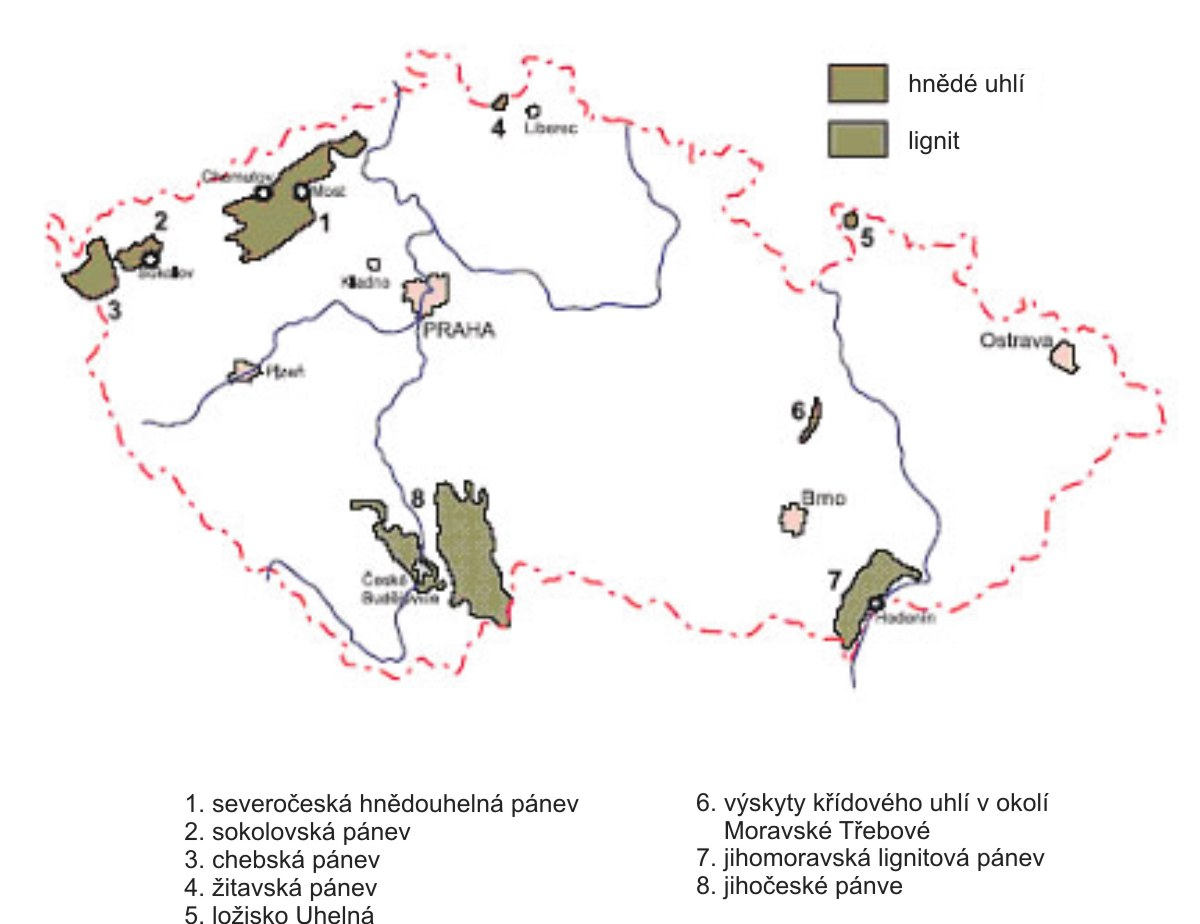 hnědé uhlí
4
Liberec
lignit
Chomutov
Most
2
1
5
Sokolov
Kladno
3
PRAHA
Ostrava
Plzeň
6
8
Brno
7
České
Budějovice
Hodonín
1. severočeská hnědouhelná pánev
2. sokolovská pánev
3. chebská pánev
4. žitavská pánev
5. ložisko Uhelná
6. výskyty křídového uhlí v okolí
Moravské Třebové
7. jihomoravská lignitová pánev
8. jihočeské pánve